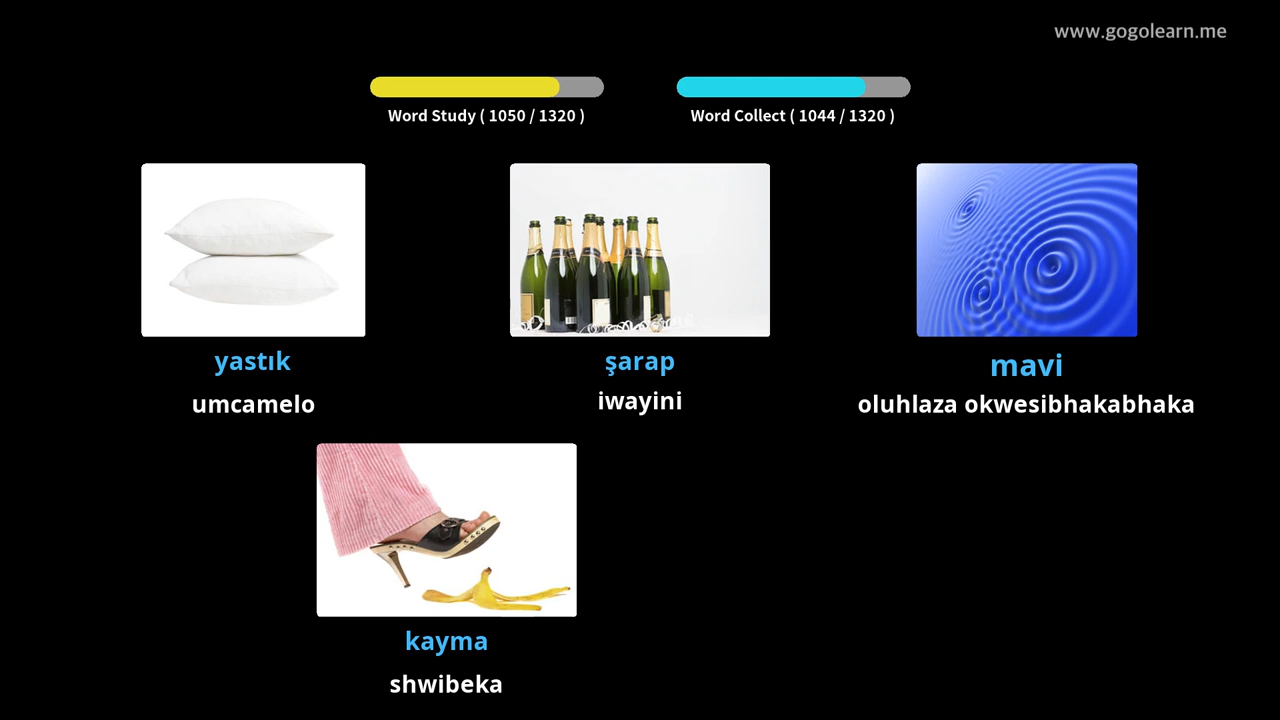 www.gogolearn.me
Word Study ( 1050 / 1320 )
Word Collect ( 1044 / 1320 )
yastık
umcamelo
şarap
iwayini
mavi
oluhlaza okwesibhakabhaka
kayma
shwibeka